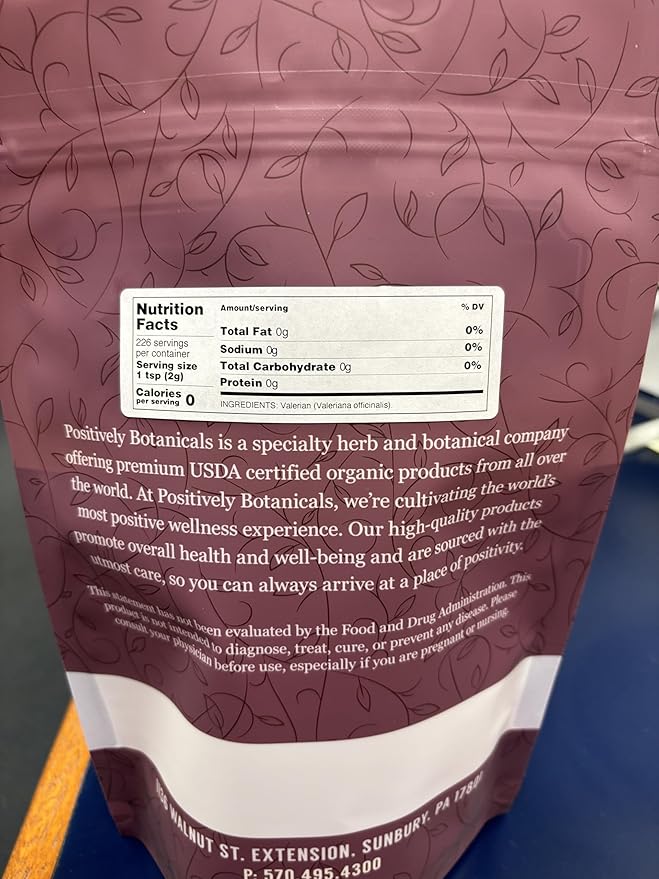 Nutrition
Facts
226 servings
per container
Serving size
1 tsp (2g)
Calories
per serving 0
Amount/serving % DV
Total Fat 0g 0%
Sodium 0g 0%
Total Carbohydrate 0g 0%
Protein 0g
INGREDIENTS: Valerian (Valeriana officinalis)
Positively Botanicals is a specialty herb and botanical company
offering premium USDA certified organic products from all over
the world. At Positively Botanicals, we're cultivating the world's
most positive wellness experience. Our high-quality products
promote overall health and well-being and are sourced with the
utmost care, so you can always arrive at a place of positivity.
This statement has not been evaluated by the Food and Drug Administration. This
product is not intended to diagnose, treat, cure, or prevent any disease. Please
consult your physician before use, especially if you are pregnant or nursing.
WALNUT ST. EXTENSION, SUNBURY, PA
P: 570.495.4300